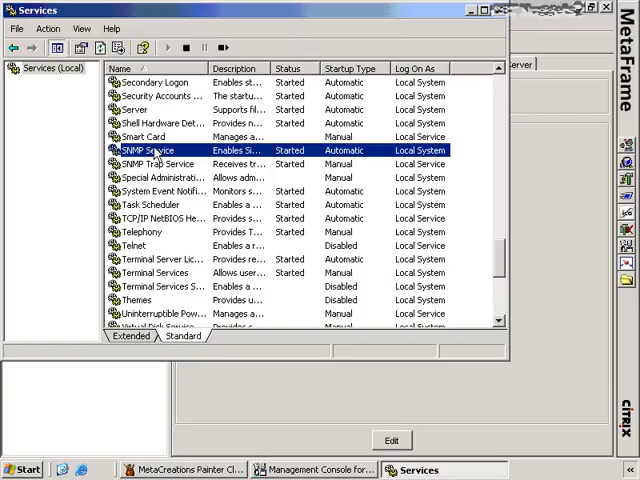 Services
File Action View Help
Services (Local)
Name Description Status Startup Type Log On As
Secondary Logon Enables st... Started Automatic Local System
Security Accounts ... The startu... Started Automatic Local System
Server Supports fil... Started Automatic Local System
Shell Hardware Det... Provides n... Started Automatic Local System
Smart Card Manages a... Manual Local Service
SNMP Service Enables Si... Started Automatic Local System
SNMP Trap Service Receives tr... Started Manual Local Service
Special Administrati... Allows adm... Manual Local System
System Event Notifi... Monitors s... Started Automatic Local System
Task Scheduler Enables a ... Started Automatic Local System
TCP/IP NetBIOS He... Provides s... Started Automatic Local Service
Telephony Provides T... Started Manual Local System
Telnet Enables a r... Disabled Local Service
Terminal Server Lic... Provides re... Started Automatic Local System
Terminal Services Allows user... Started Manual Local System
Terminal Services S... Enables a ... Disabled Local System
Themes Provides u... Disabled Local System
Uninterruptible Pow... Manages a... Manual Local Service
Extended Standard
erver
Edit
MetaFrame
CITRIX
Start MetaCreations Painter Cl... Management Console for... Services